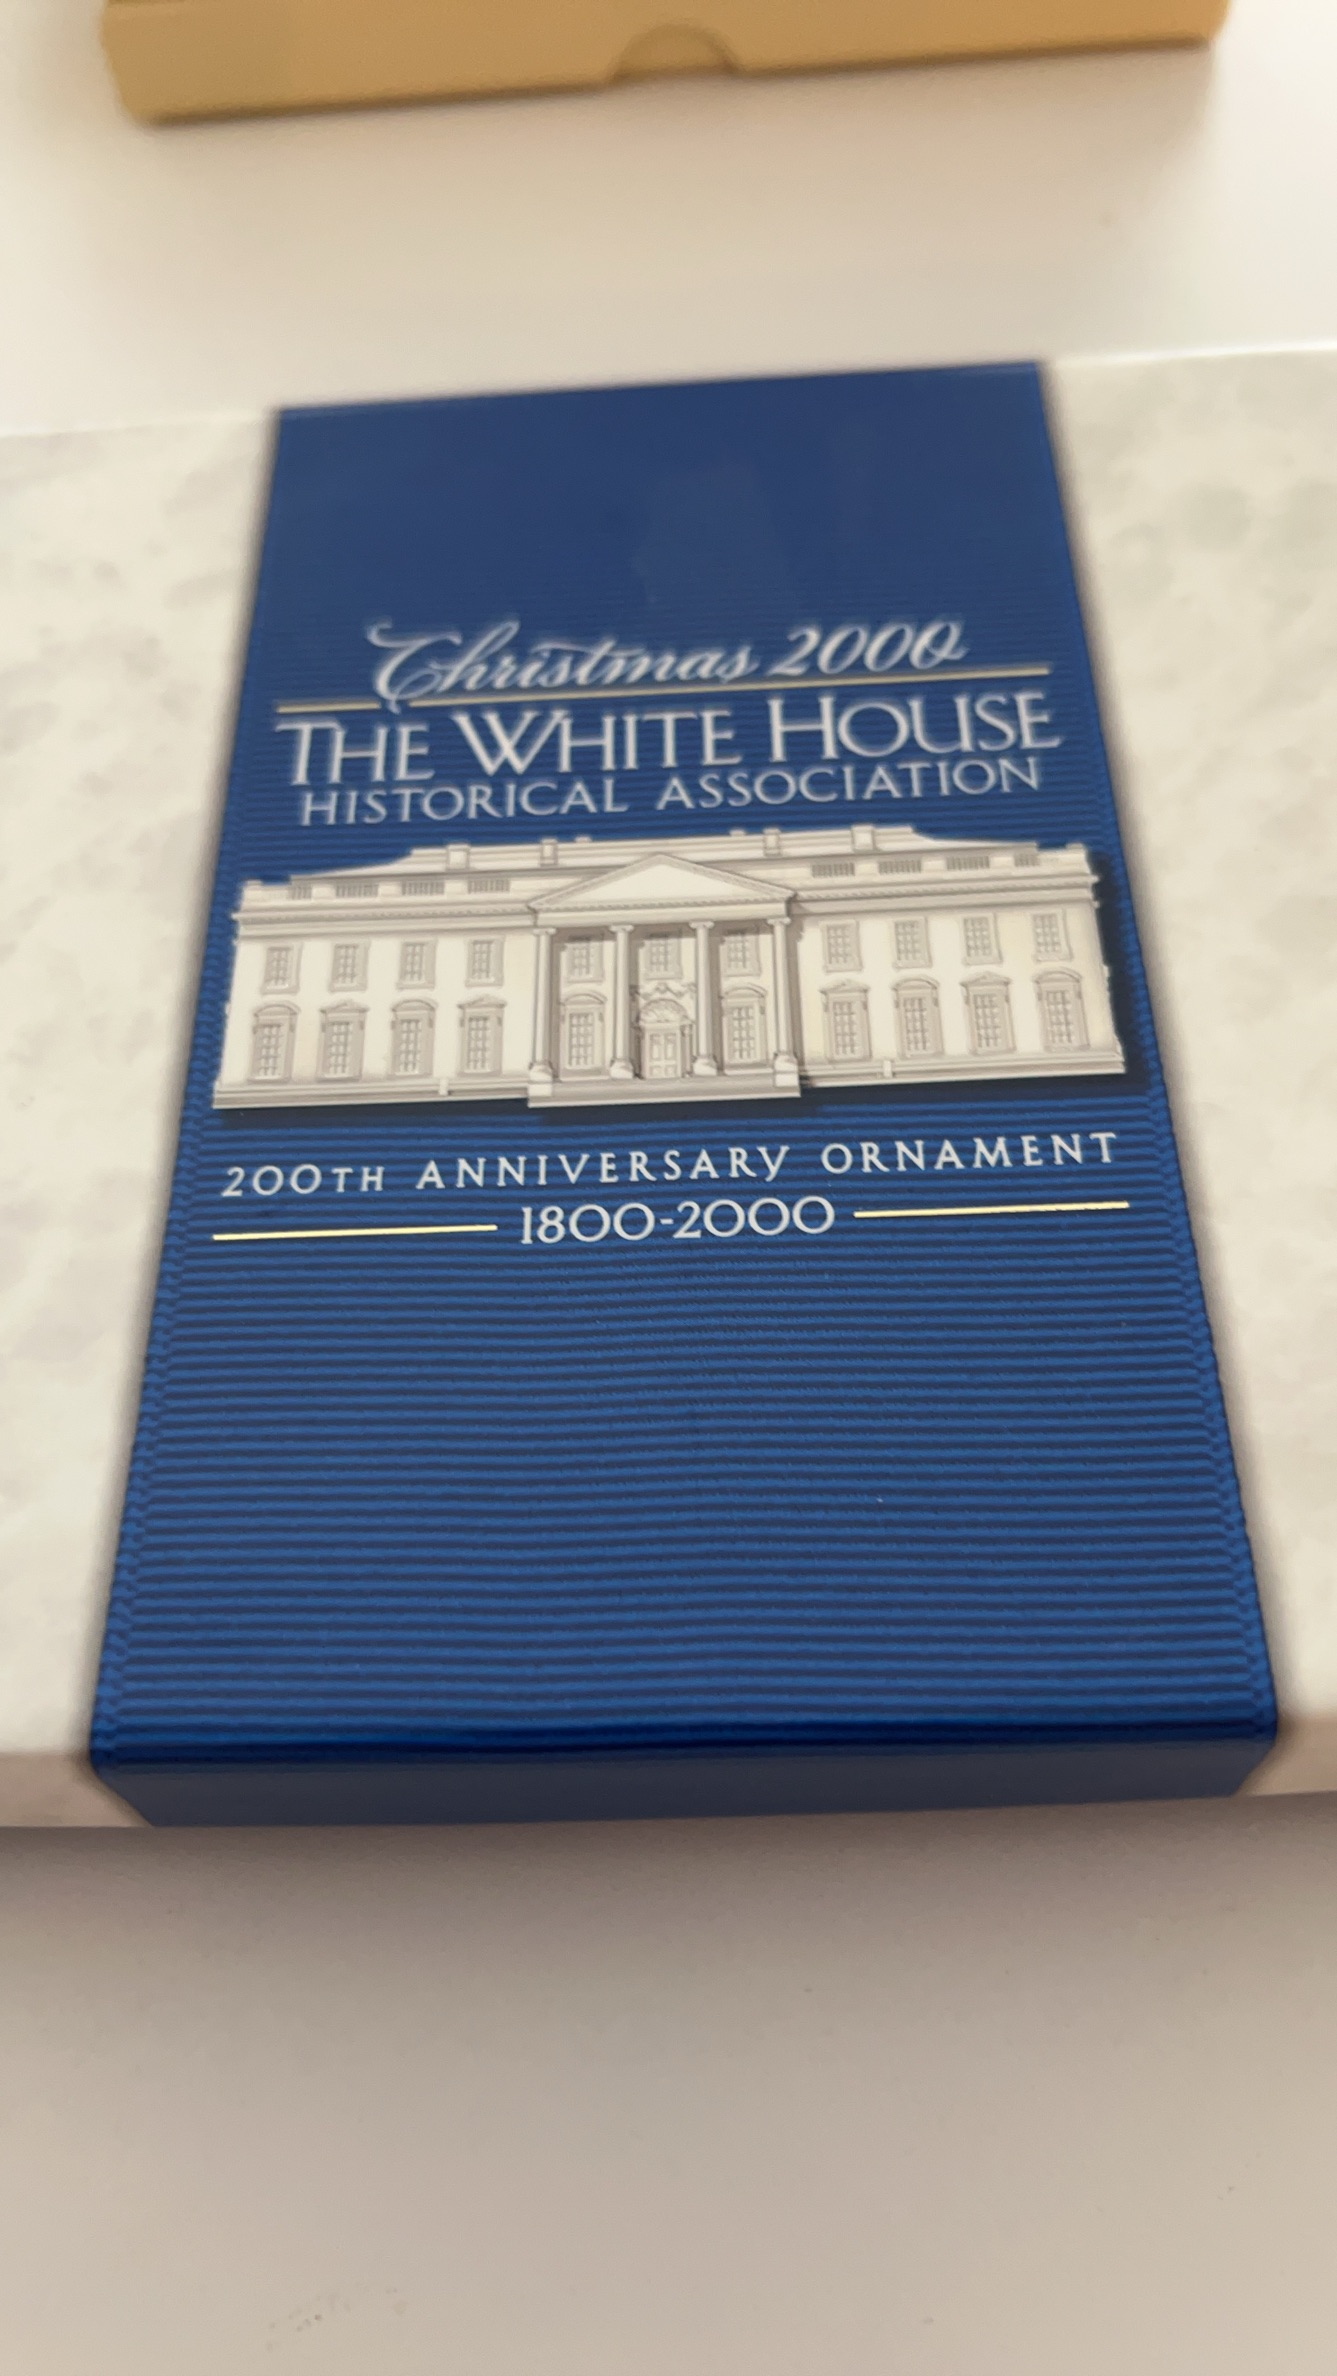 Christmas 2000
THE WHITE HOUSE
HISTORICAL ASSOCIATION
200TH ANNIVERSARY ORNAMENT
1800-2000